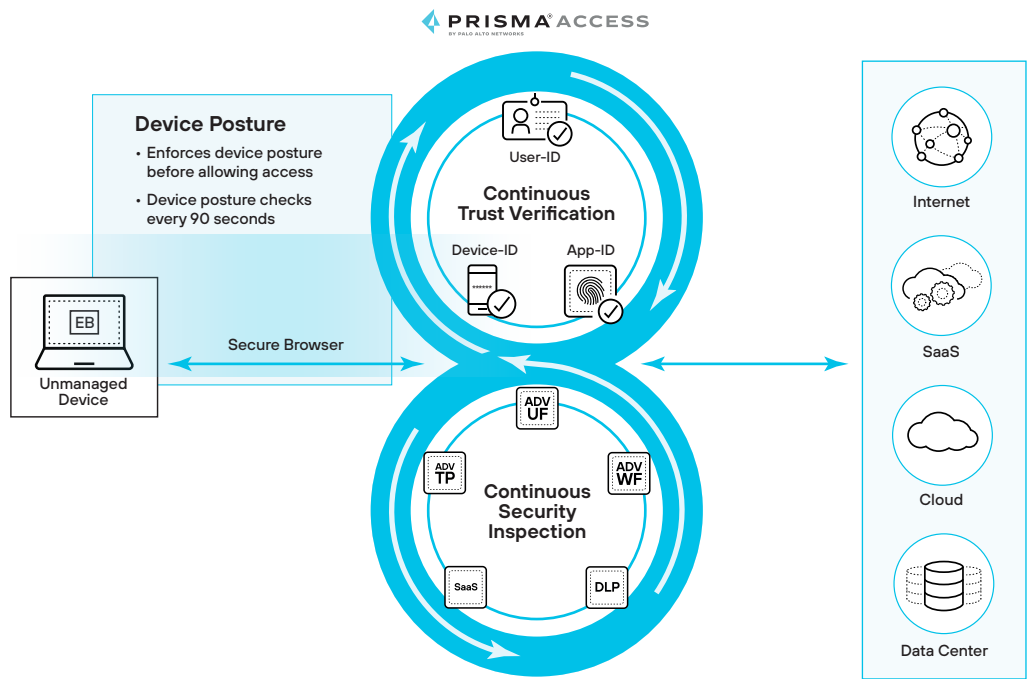 PRISMA® ACCESS
BY PALO ALTO NETWORKS
Device Posture
• Enforces device posture
before allowing access
• Device posture checks
every 90 seconds
EB
Unmanaged
Device
Secure Browser
User-ID
Continuous
Trust Verification
Device-ID
App-ID
******
ADV
UF
ADV
TP
ADV
WF
Continuous
Security
Inspection
SaaS
DLP
Internet
SaaS
Cloud
Data Center